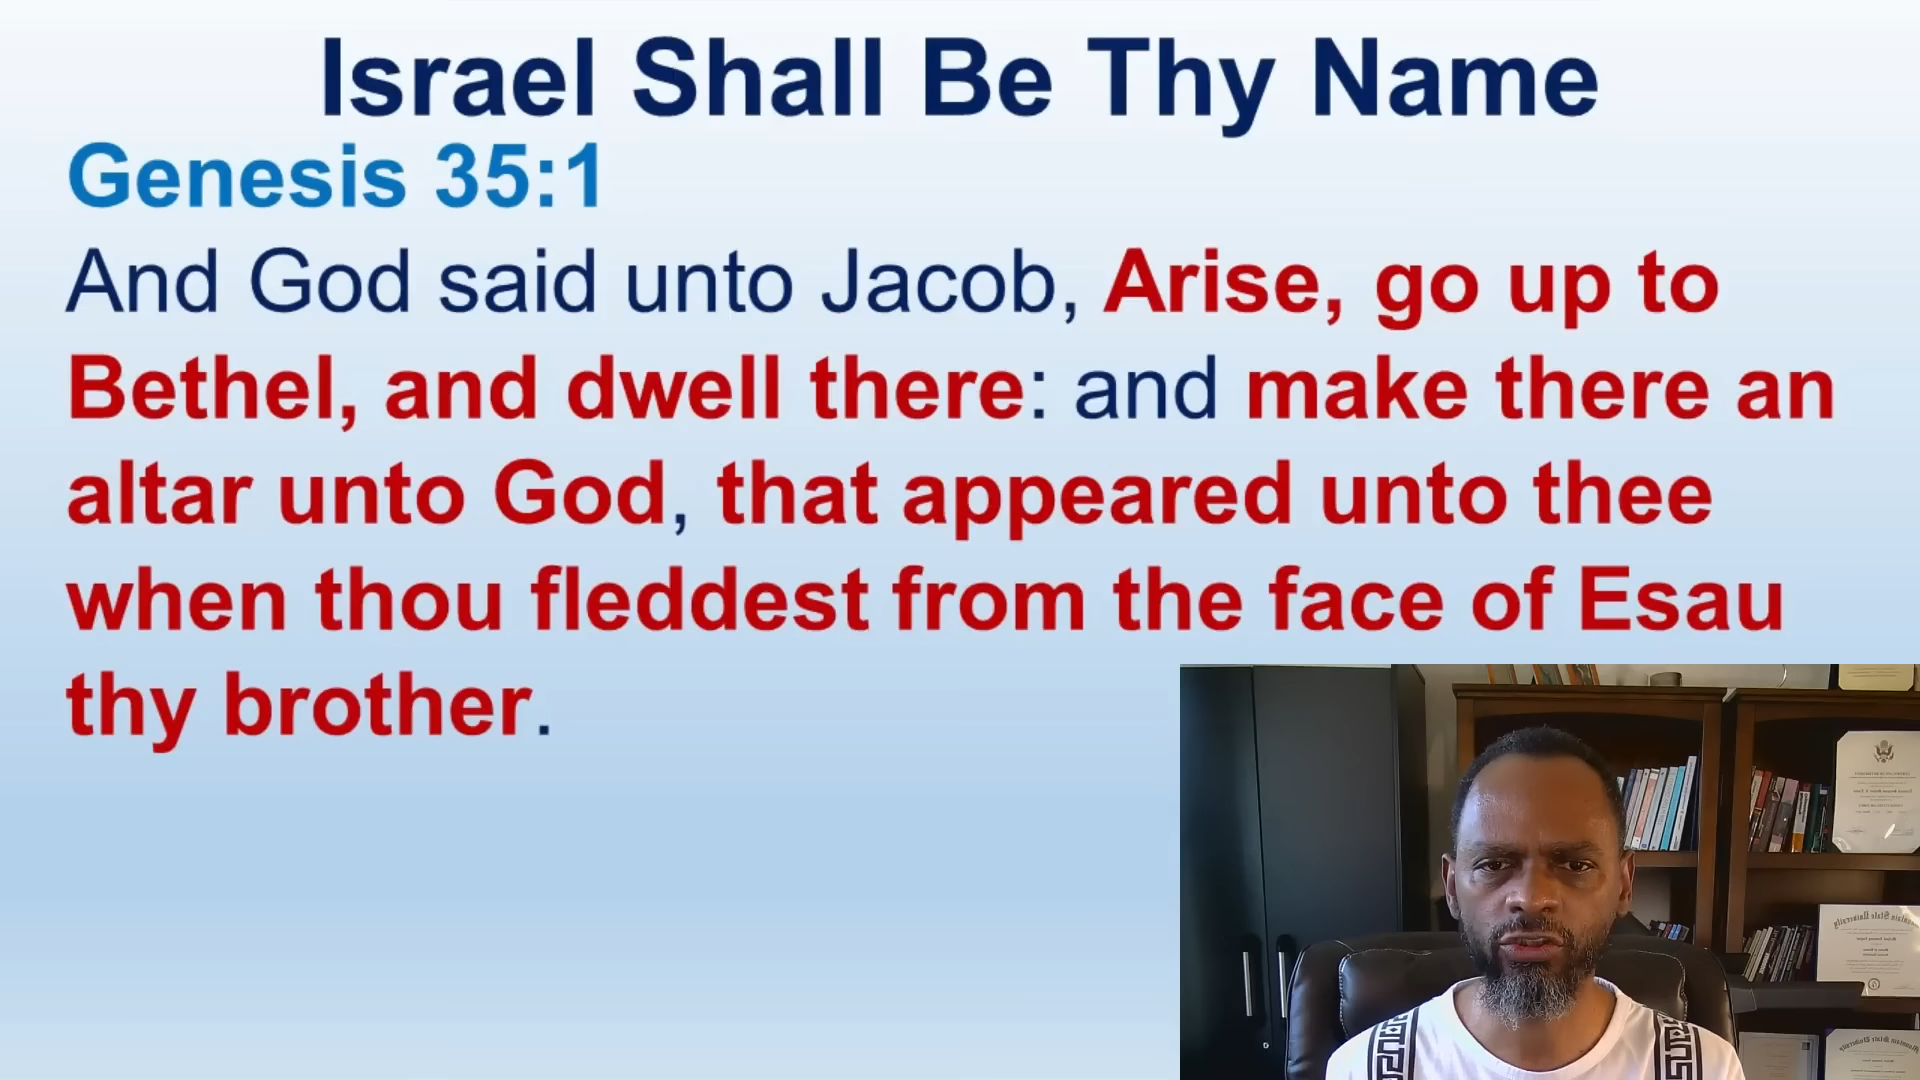 Israel Shall Be Thy Name
Genesis 35:1
And God said unto Jacob, Arise, go up to
Bethel, and dwell there: and make there an
altar unto God, that appeared unto thee
when thou fleddest from the face of Esau
thy brother.